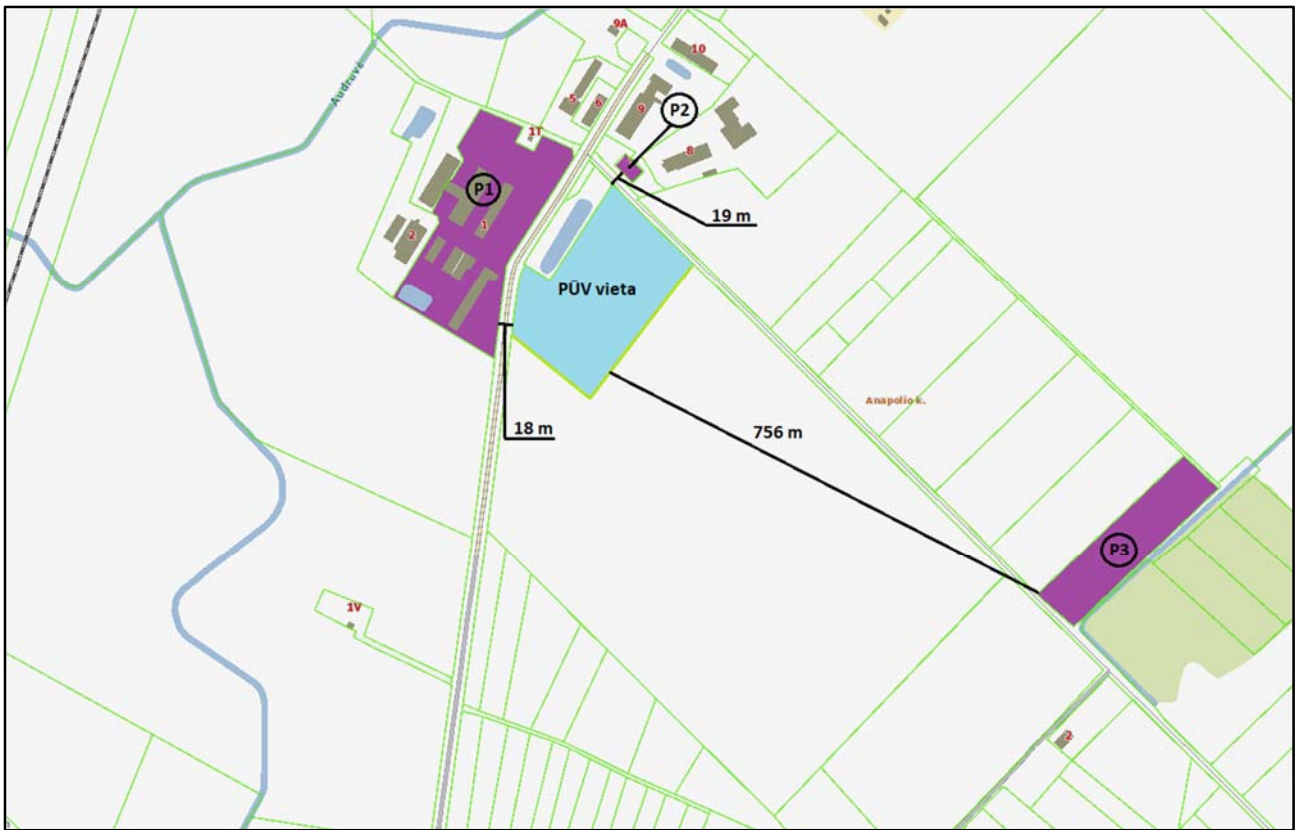 9A
10
Audruvė
5
6
9
P2
1T
8
P1
1
2
19 m
PŪV vieta
Anapolio k.
18 m
756 m
P3
1V
2